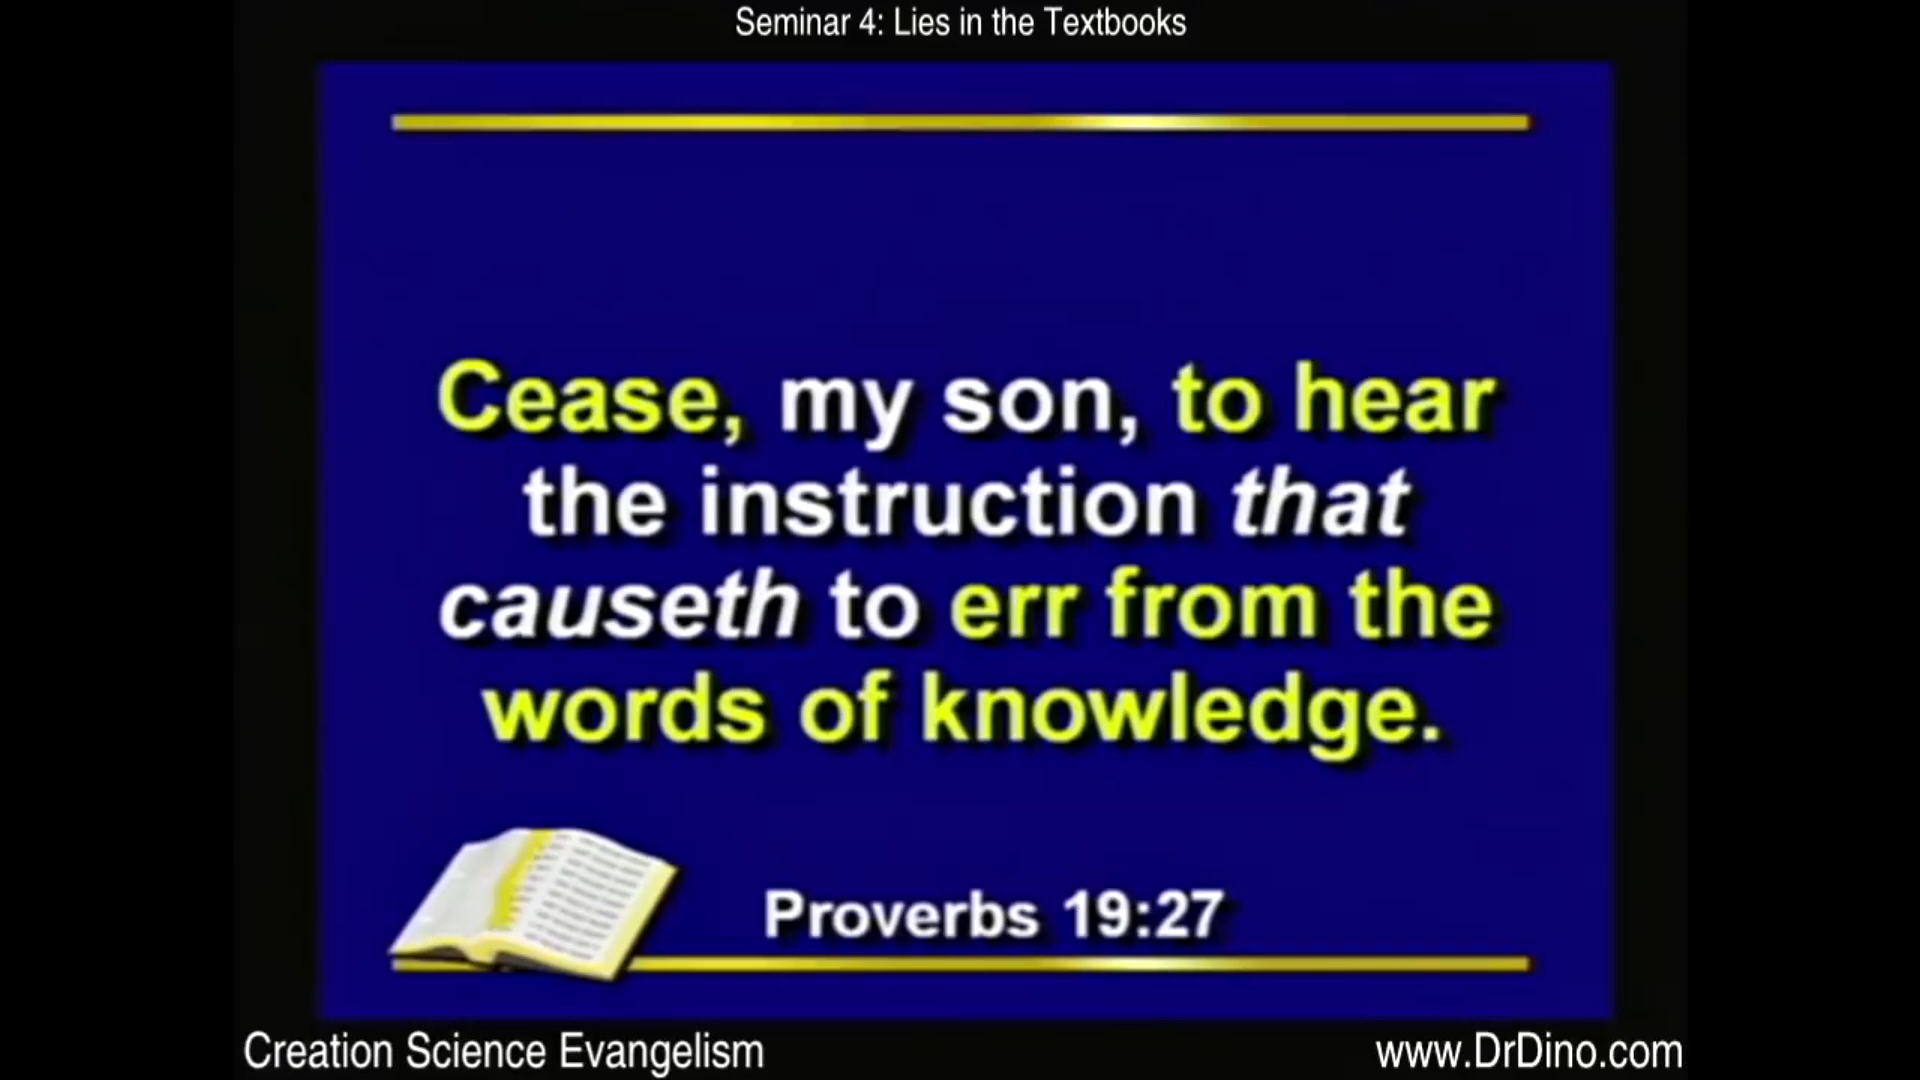 Seminar 4: Lies in the Textbooks
Cease, my son, to hear
the instruction that
causeth to err from the
words of knowledge.
Proverbs 19:27
Creation Science Evangelism
www.DrDino.com